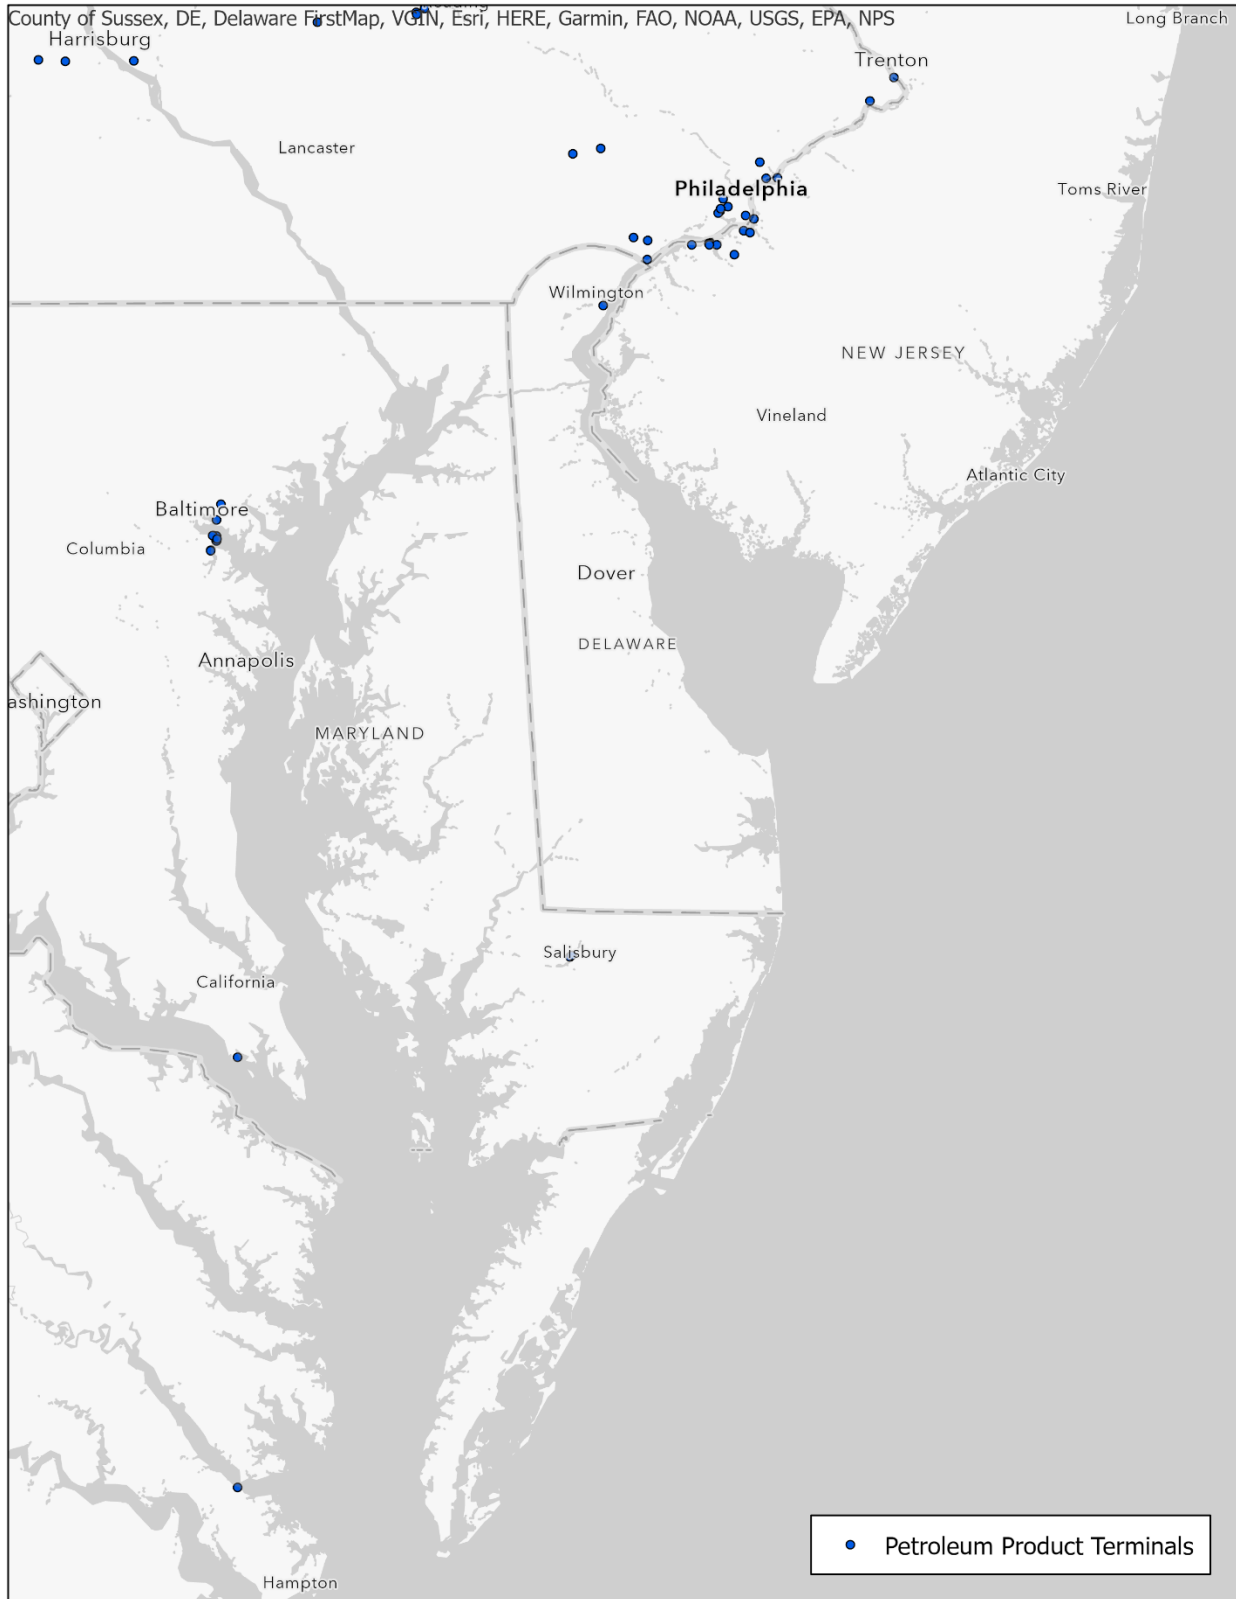 County of Sussex, DE, Delaware FirstMap, VGIN, Esri, HERE, Garmin, FAO, NOAA, USGS, EPA, NPS
Long Branch
Harrisburg
Trenton
Lancaster
Philadelphia
Toms River
Wilmington
NEW JERSEY
Vineland
Atlantic City
Baltimore
Columbia
Dover
DELAWARE
Annapolis
ashington
MARYLAND
Salisbury
California
Petroleum Product Terminals
Hampton